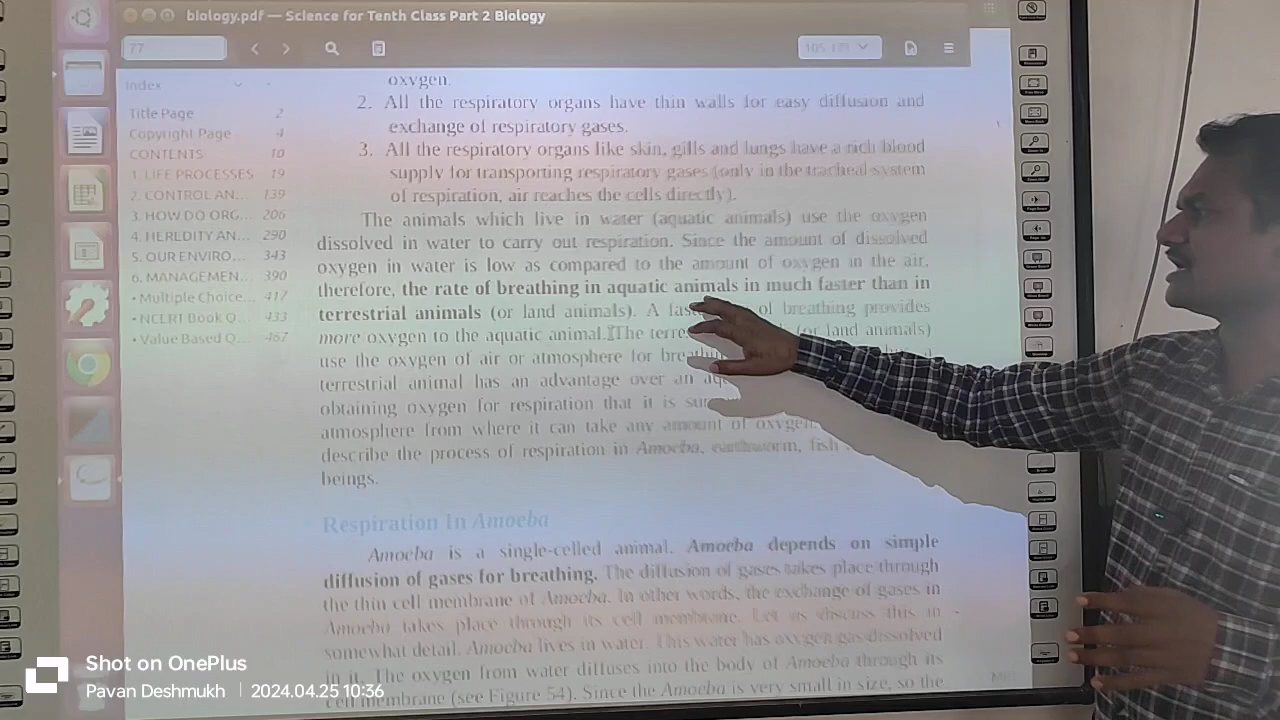 biology.pdf — Science for Tenth Class Part 2 Biology
77
105.17%
Index
Title Page 2
Copyright Page 4
CONTENTS 10
1. LIFE PROCESSES 19
2. CONTROL AN... 139
3. HOW DO ORG... 206
4. HEREDITY AN... 290
5. OUR ENVIRO... 343
6. MANAGEMEN... 390
• Multiple Choice... 417
• NCERT Book Q... 433
• Value Based Q... 467
oxygen.
2. All the respiratory organs have thin walls for easy diffusion and
exchange of respiratory gases.
3. All the respiratory organs like skin, gills and lungs have a rich blood
supply for transporting respiratory gases (only in the tracheal system
of respiration, air reaches the cells directly).
The animals which live in water (aquatic animals) use the oxygen
dissolved in water to carry out respiration. Since the amount of dissolved
oxygen in water is low as compared to the amount of oxygen in the air,
therefore, the rate of breathing in aquatic animals in much faster than in
terrestrial animals (or land animals). A of breathing provides
more oxygen to the aquatic animal. The (or land animals)
use the oxygen of air or atmosphere for
terrestrial animal has an advantage over an
obtaining oxygen for respiration that it is
atmosphere from where it can take any amount of oxygen.
describe the process of respiration in Amoeba, earthworm, fish
beings.
Respiration In Amoeba
Amoeba is a single-celled animal. Amoeba depends on simple
diffusion of gases for breathing. The diffusion of gases takes place through
the thin cell membrane of Amoeba. In other words, the exchange of gases in
Amoeba takes place through its cell membrane. Let us discuss this in
somewhat detail. Amoeba lives in water. This water has oxygen gas dissolved
in it. The oxygen from water diffuses into the body of Amoeba through its
cell membrane (see Figure 54). Since the Amoeba is very small in size, so the
Shot on OnePlus
Pavan Deshmukh | 2024.04.25 10:36